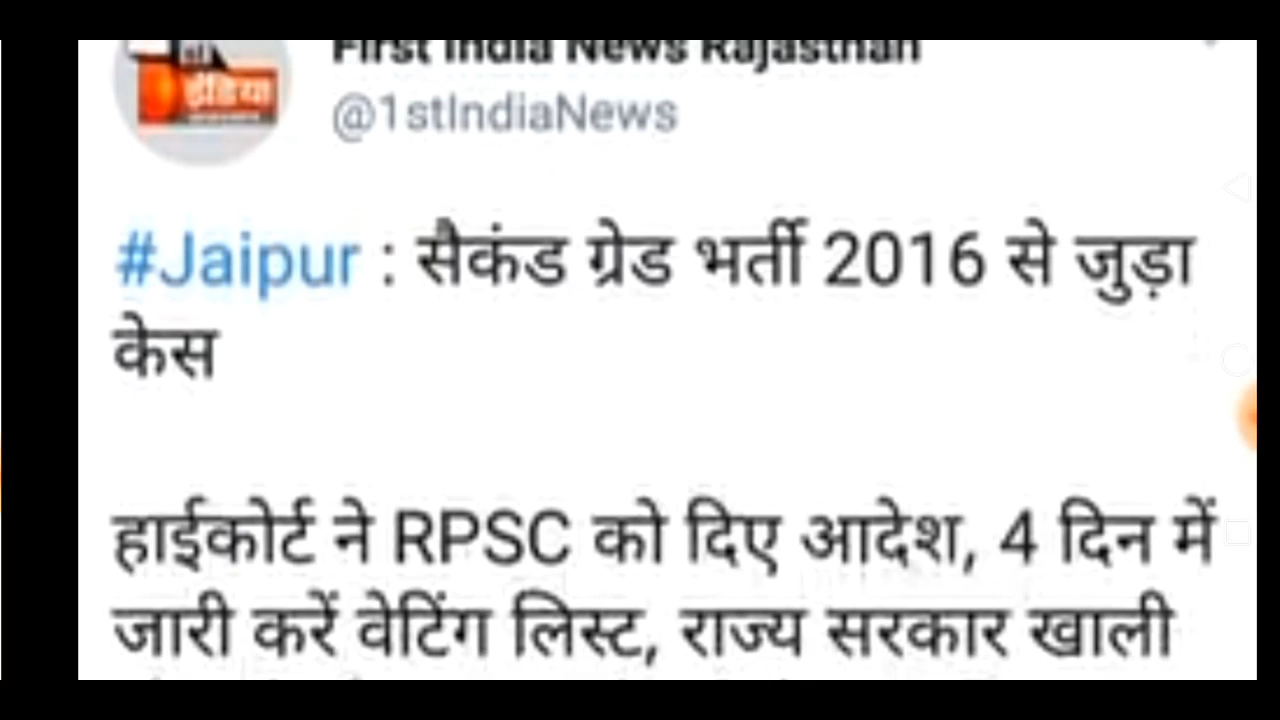 इंडिया
First India News Rajasthan
@1stIndiaNews
#Jaipur : सैकंड ग्रेड भर्ती 2016 से जुड़ा
केस
हाईकोर्ट ने RPSC को दिए आदेश, 4 दिन में
जारी करें वेटिंग लिस्ट, राज्य सरकार खाली